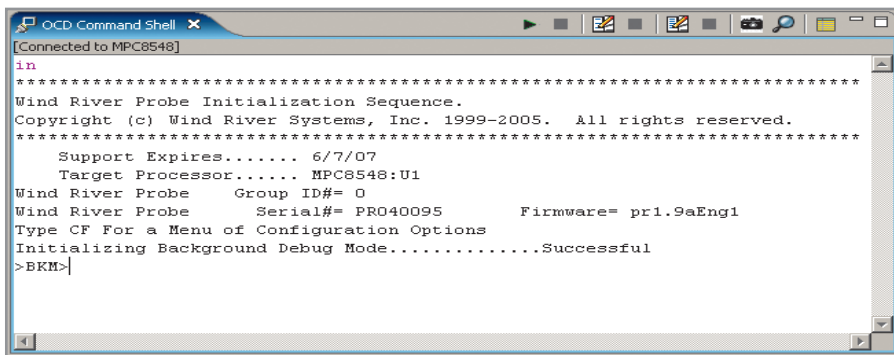 OCD Command Shell
[Connected to MPC8548]
in
******************************************************************************
Wind River Probe Initialization Sequence.
Copyright (c) Wind River Systems, Inc. 1999-2005.  All rights reserved.
******************************************************************************
    Support Expires....... 6/7/07
    Target Processor...... MPC8548:U1
Wind River Probe    Group ID#= 0
Wind River Probe      Serial#= PR040095       Firmware= pr1.9aEng1
Type CF For a Menu of Configuration Options
Initializing Background Debug Mode..............Successful
>BKM>